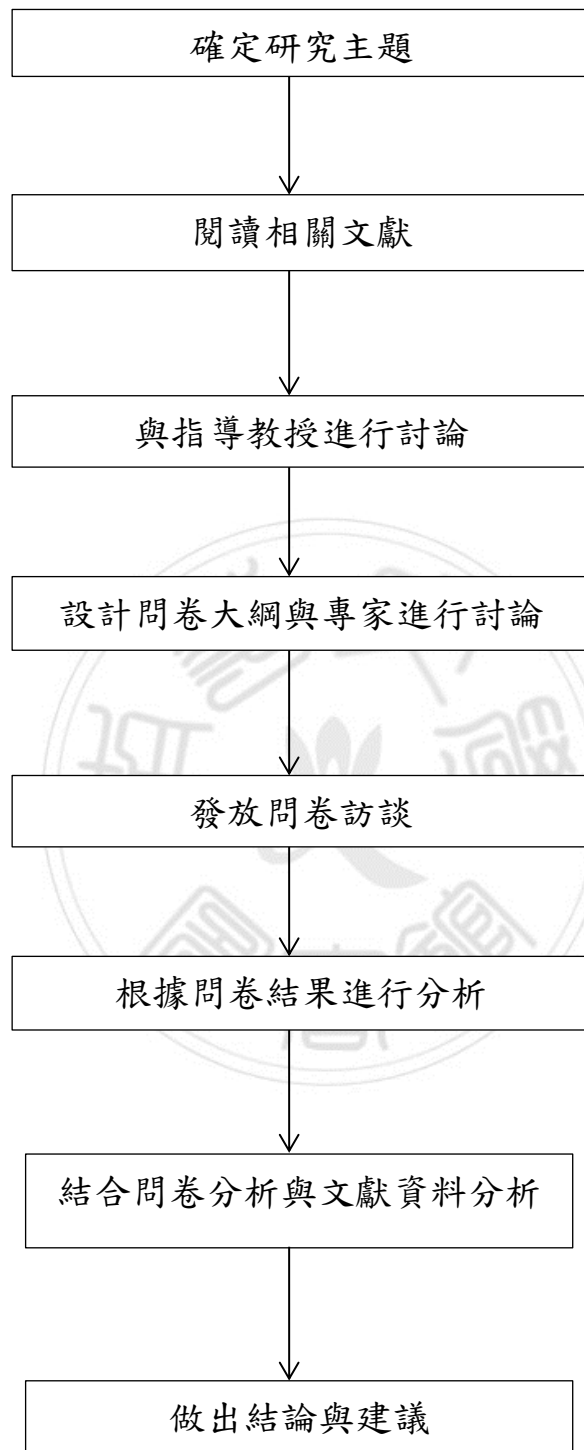 確定研究主題
閱讀相關文獻
與指導教授進行討論
設計問卷大綱與專家進行討論
發放問卷訪談
根據問卷結果進行分析
結合問卷分析與文獻資料分析
做出結論與建議